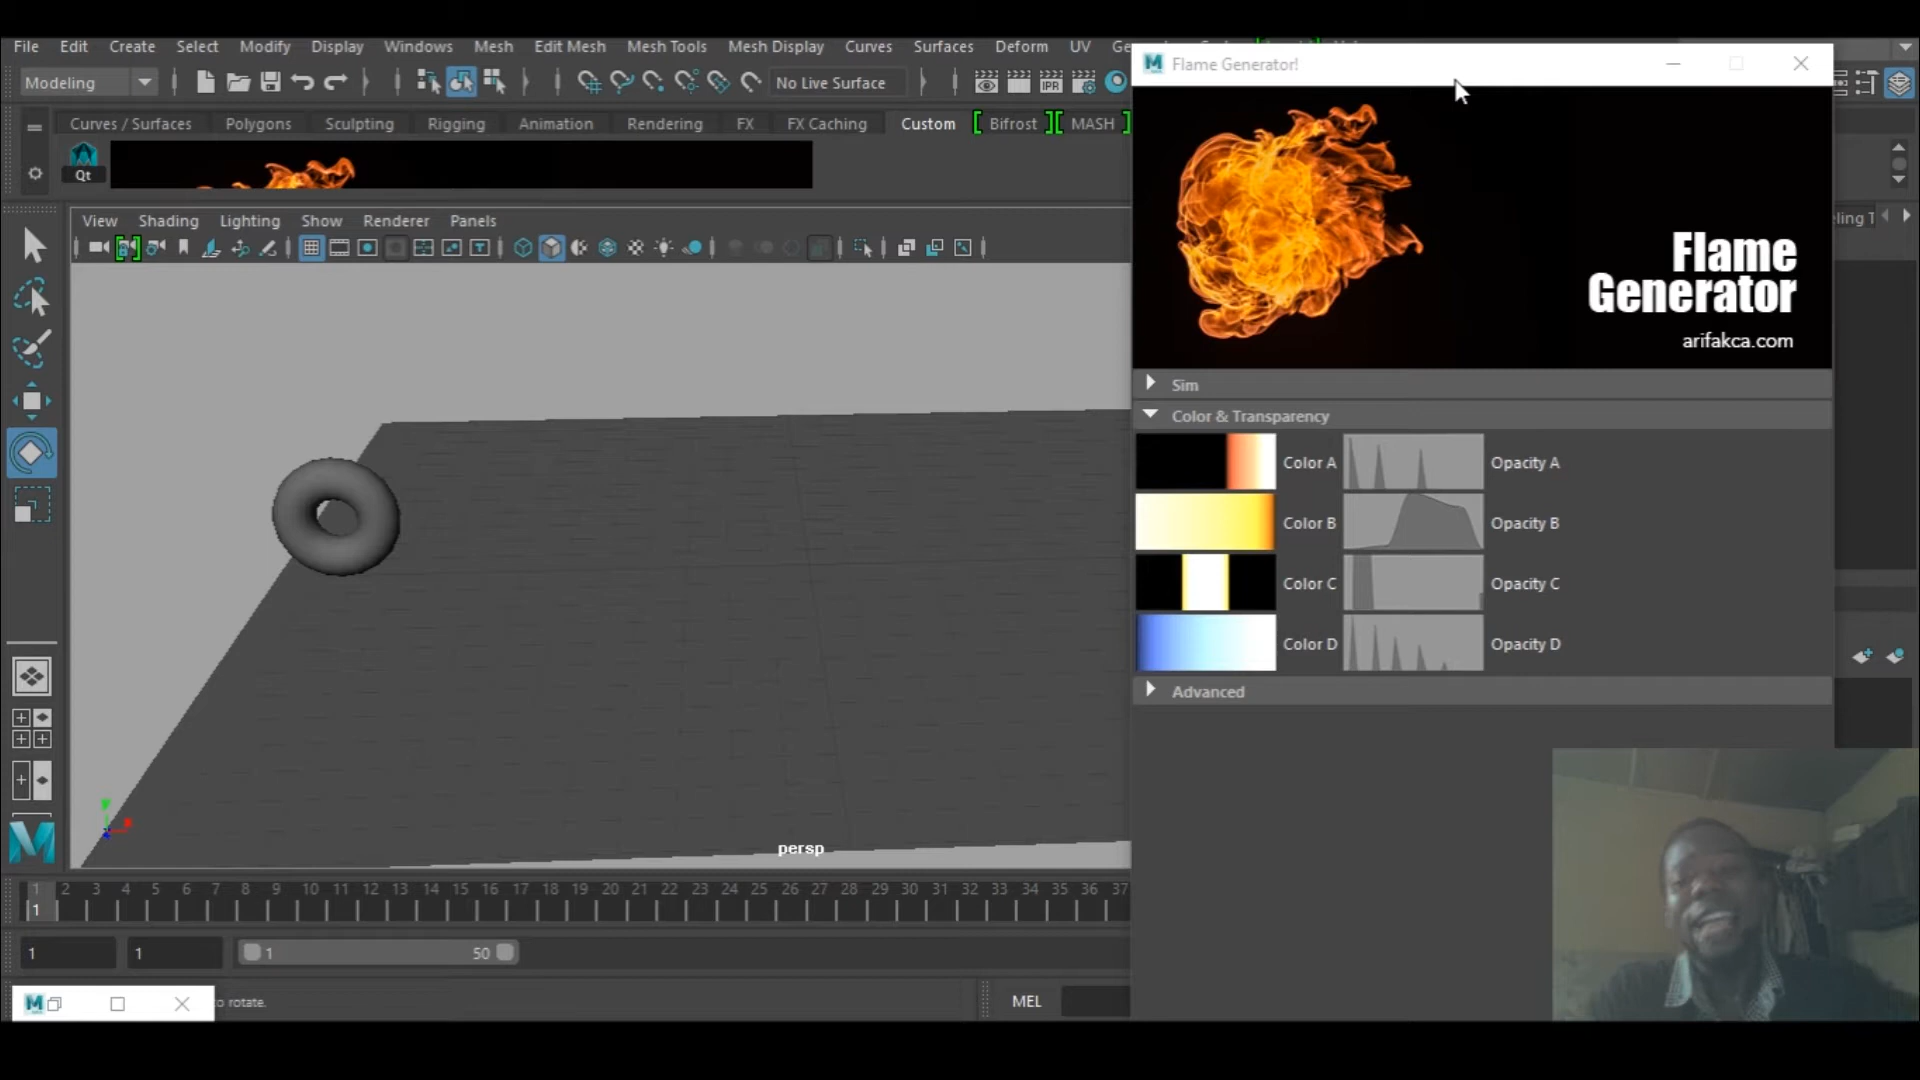 File Edit Create Select Modify Display Windows Mesh Edit Mesh Mesh Tools Mesh Display Curves Surfaces Deform UV
Flame Generator!
Modeling
No Live Surface
IPR
Curves / Surfaces Polygons Sculpting Rigging Animation Rendering FX FX Caching Custom Bifrost MASH
Qt
View Shading Lighting Show Renderer Panels
Flame
Generator
arifakca.com
Sim
Color & Transparency
Color A Opacity A
Color B Opacity B
Color C Opacity C
Color D Opacity D
Advanced
persp
1 2 3 4 5 6 7 8 9 10 11 12 13 14 15 16 17 18 19 20 21 22 23 24 25 26 27 28 29 30 31 32 33 34 35 36 37
1
1 1 1 50
to rotate.
MEL